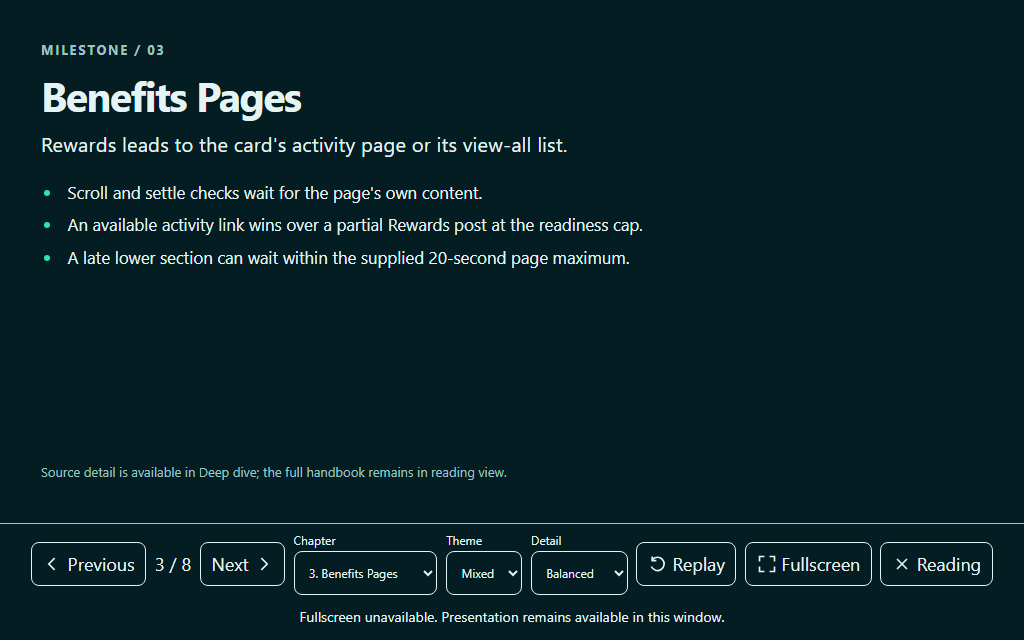 MILESTONE / 03
Benefits Pages
Rewards leads to the card's activity page or its view-all list.
Scroll and settle checks wait for the page's own content.
An available activity link wins over a partial Rewards post at the readiness cap.
A late lower section can wait within the supplied 20-second page maximum.
Source detail is available in Deep dive; the full handbook remains in reading view.
Chapter Theme Detail
Previous 3 / 8 Next 3. Benefits Pages Mixed Balanced Replay Fullscreen Reading
Fullscreen unavailable. Presentation remains available in this window.